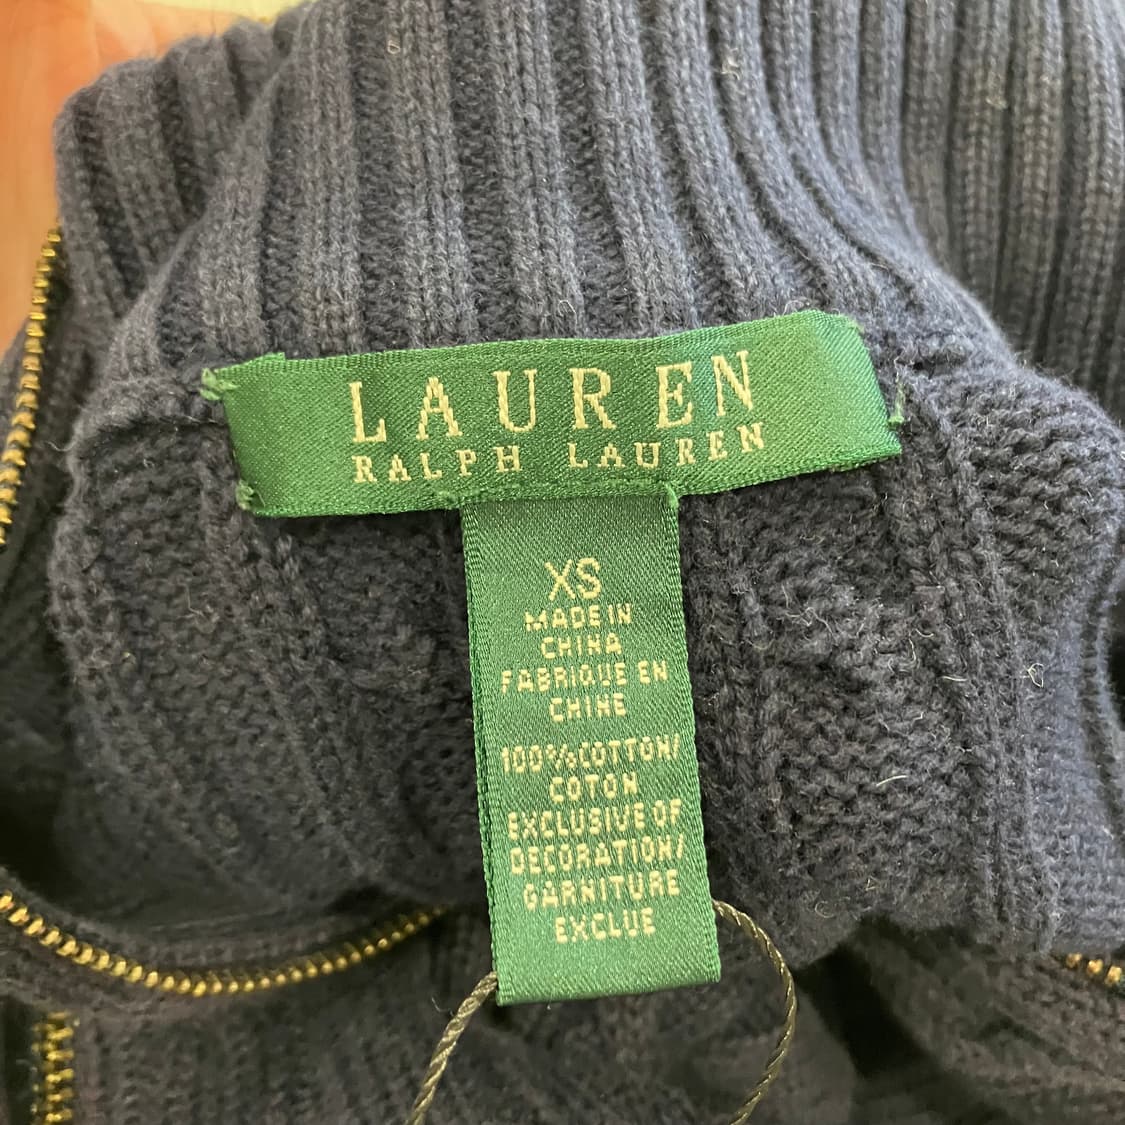 LAUREN
RALPH LAUREN
XS
MADE IN
CHINA
FABRIQUE EN
CHINE
100%COTTON/
COTON
EXCLUSIVE OF
DECORATION/
GARNITURE
EXCLUE